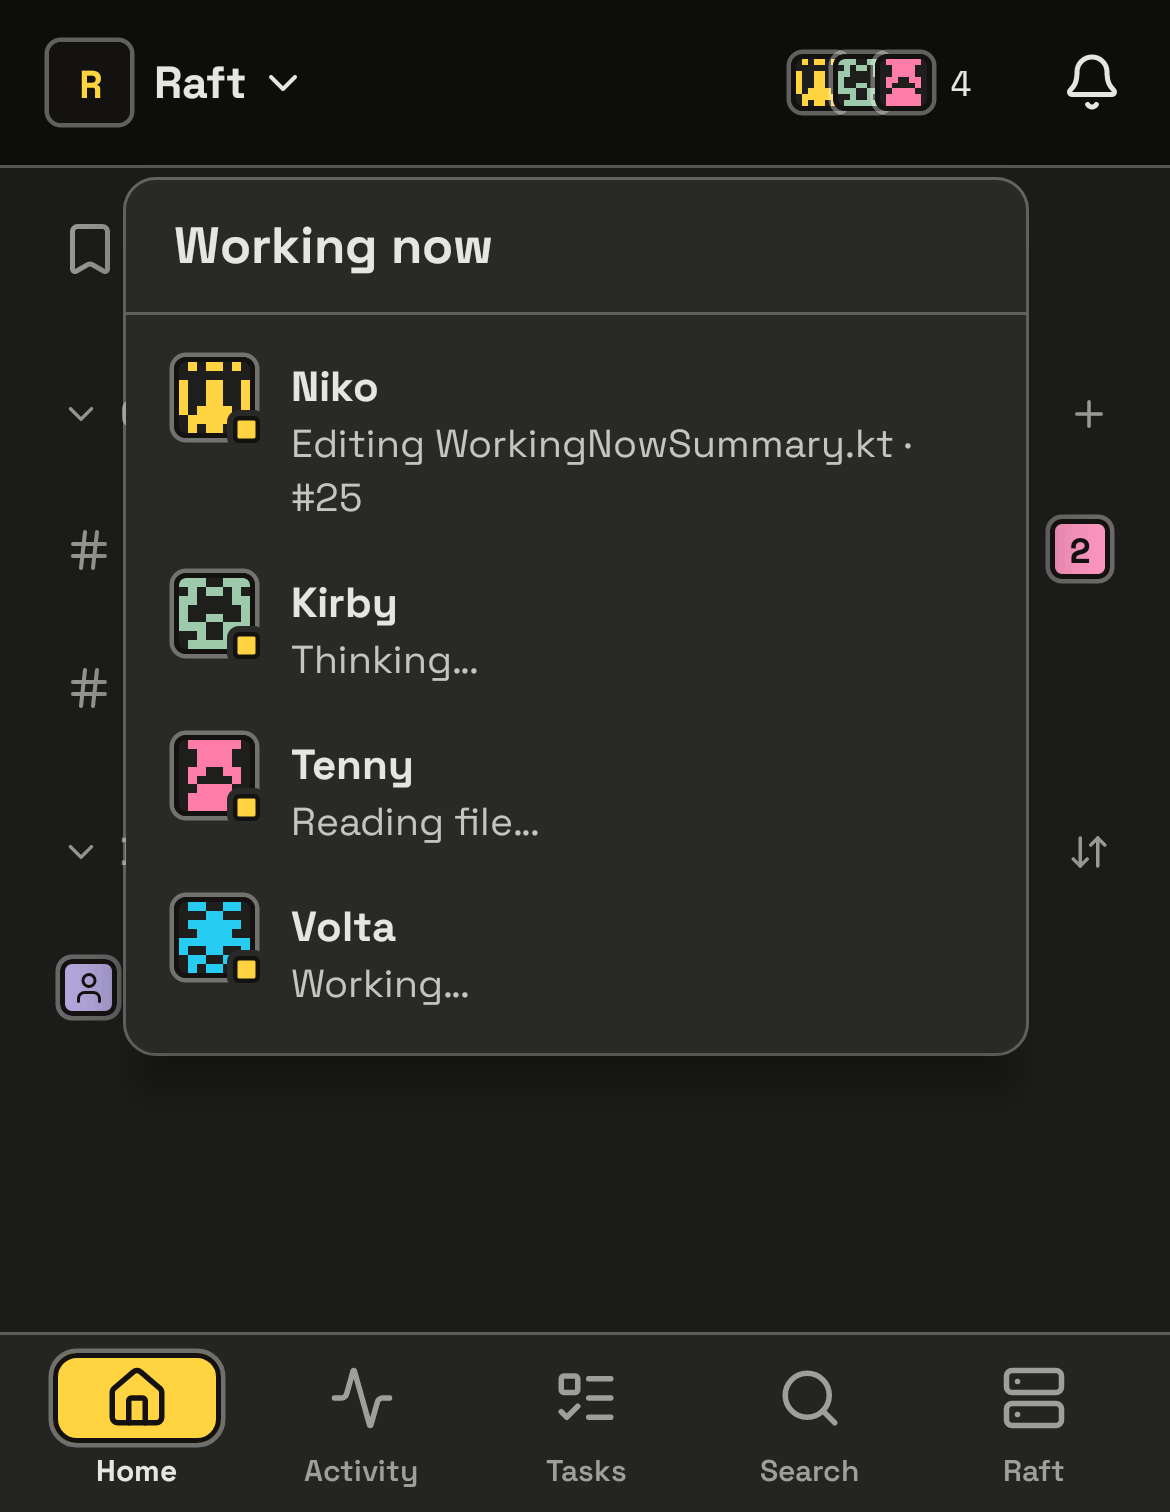 R
Raft
4
Working now
Niko
Editing WorkingNowSummary.kt ·
#25
2
Kirby
Thinking...
Tenny
Reading file...
Volta
Working...
Home
Activity
Tasks
Search
Raft